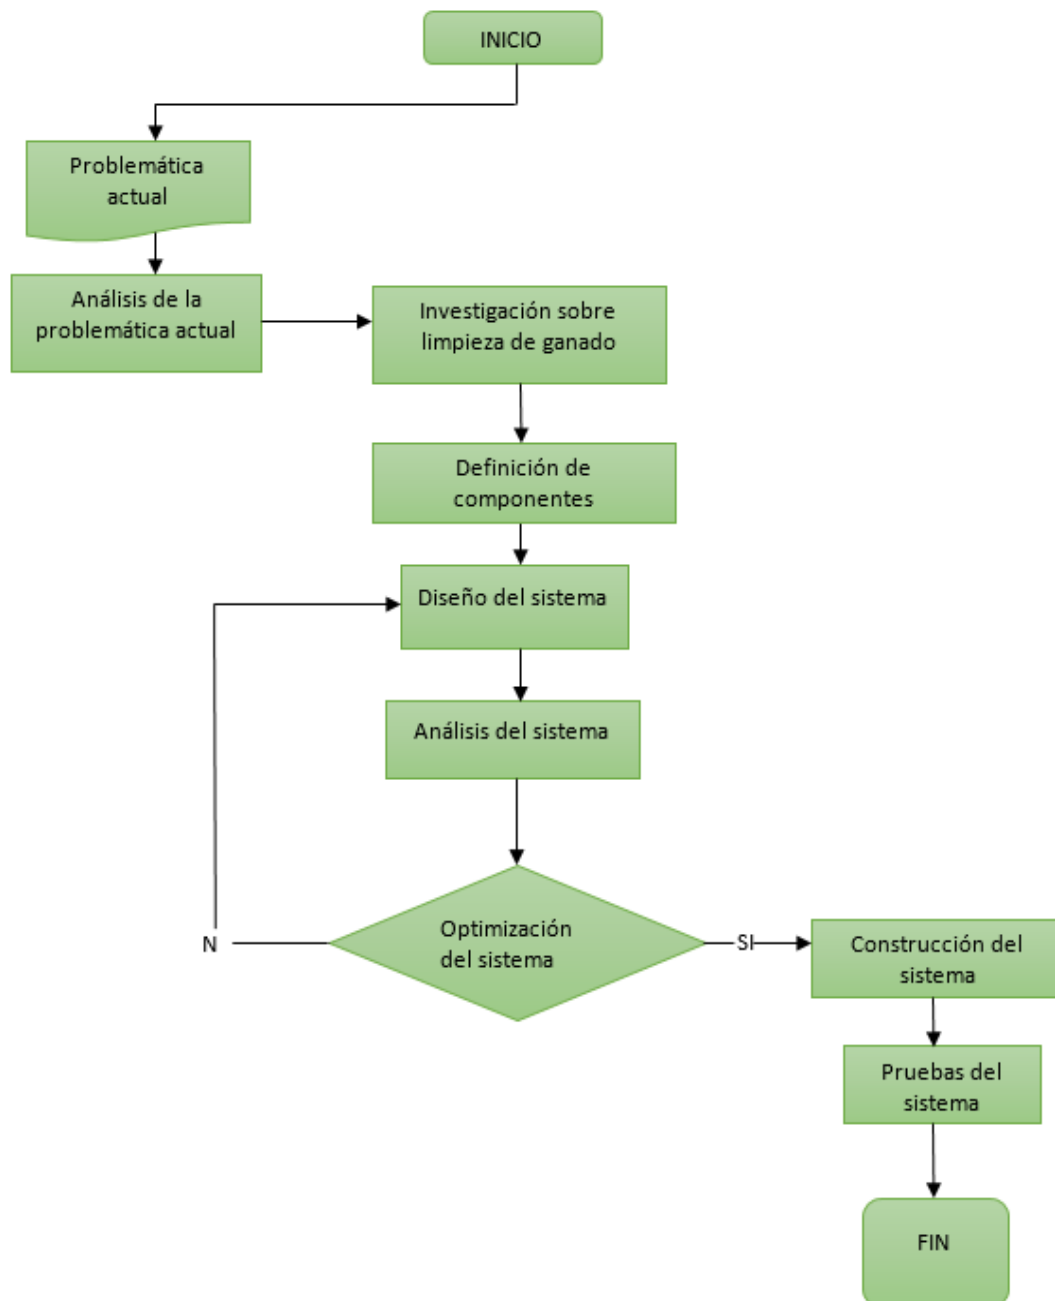 INICIO
Problemática
actual
Análisis de la
problemática actual
Investigación sobre
limpieza de ganado
Definición de
componentes
Diseño del sistema
Análisis del sistema
Optimización
del sistema
N
SI
Construcción del
sistema
Pruebas del
sistema
FIN